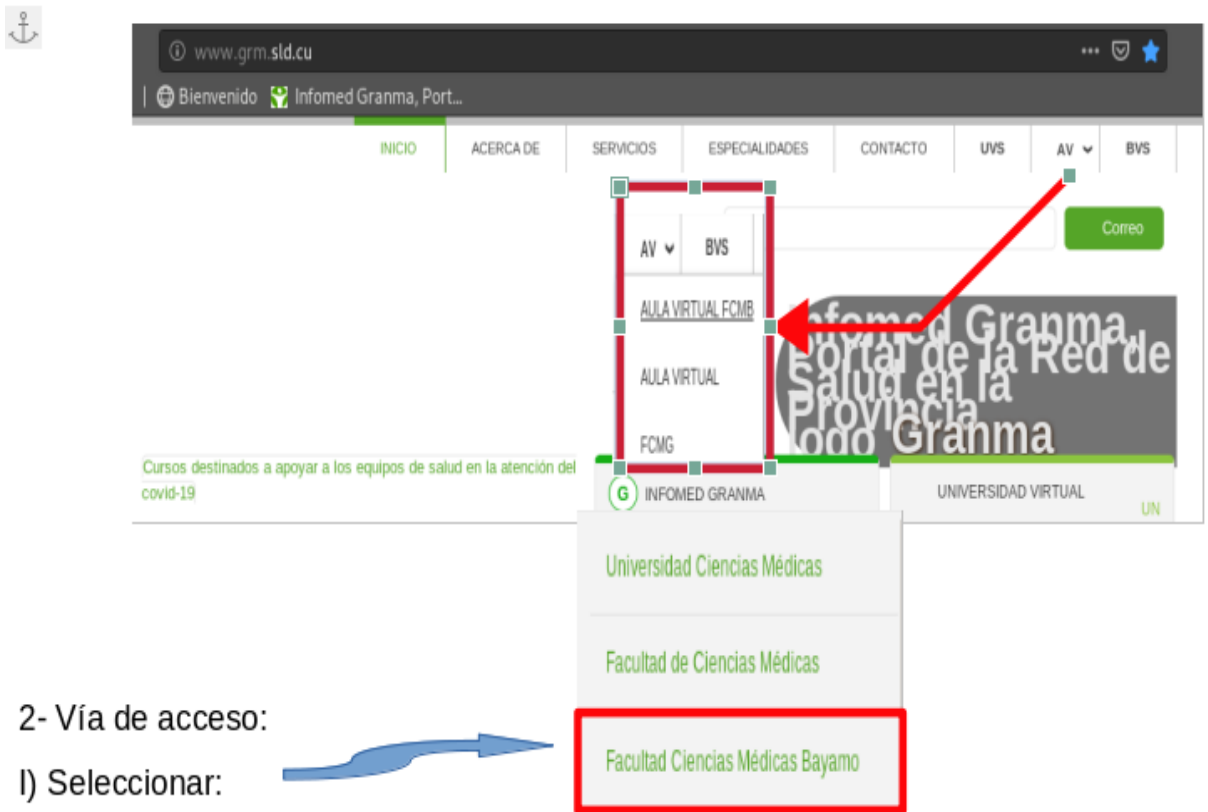 www.grm.sld.cu
Bienvenido Infomed Granma, Port...
INICIO ACERCA DE SERVICIOS ESPECIALIDADES CONTACTO UVS AV BVS
Correo
AV BVS
AULA VIRTUAL FCMB
AULA VIRTUAL
FCMG
Infomed Granma,
Portal de la Red de
Salud en la
Provincia
logo Granma
Cursos destinados a apoyar a los equipos de salud en la atención del
covid-19
G INFOMED GRANMA
UNIVERSIDAD VIRTUAL
UN
Universidad Ciencias Médicas
Facultad de Ciencias Médicas
Facultad Ciencias Médicas Bayamo
2- Vía de acceso:
I) Seleccionar: